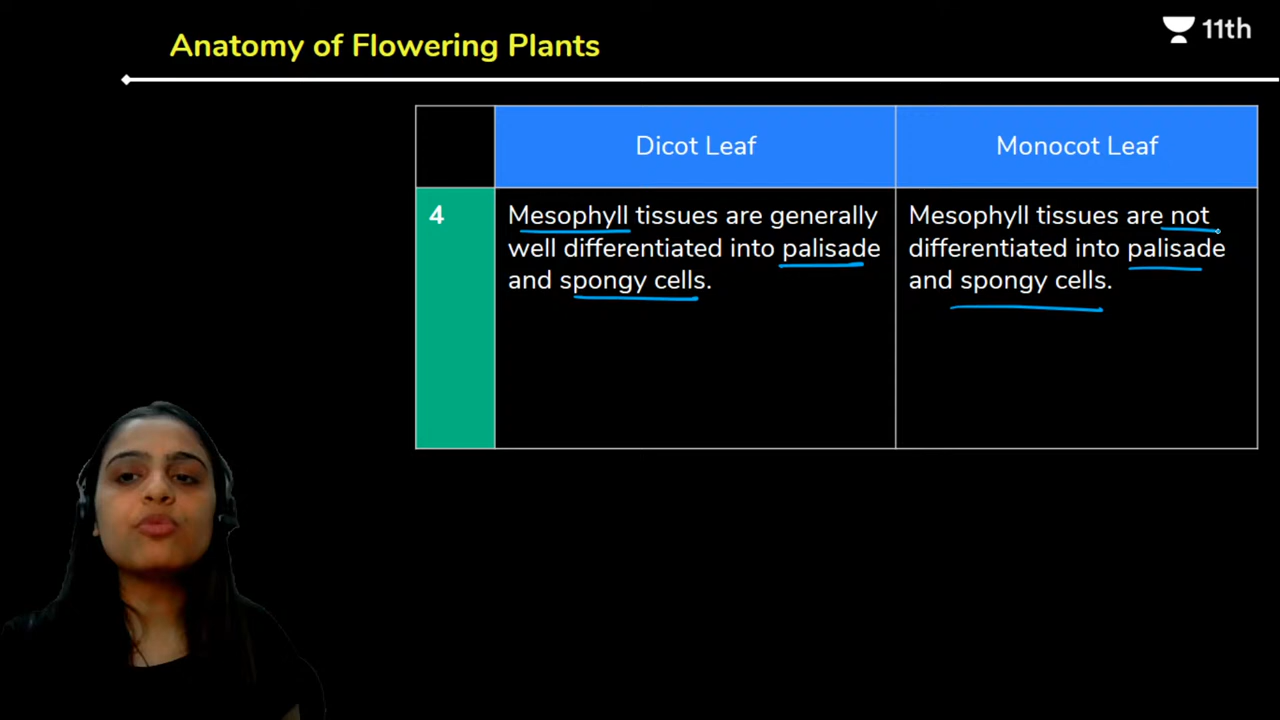 Anatomy of Flowering Plants
11th
Dicot Leaf
Monocot Leaf
4
Mesophyll tissues are generally
well differentiated into palisade
and spongy cells.
Mesophyll tissues are not
differentiated into palisade
and spongy cells.